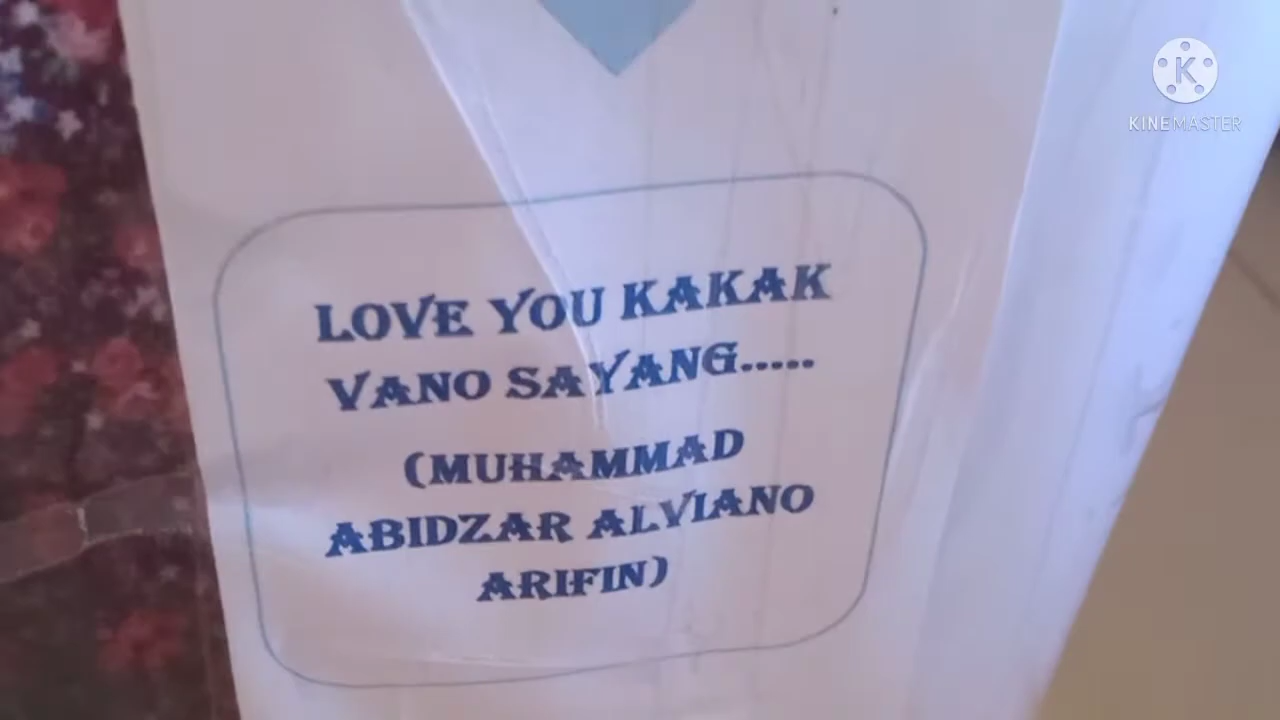 KINEMASTER
LOVE YOU KAKAK
VANO SAYANG.....
(MUHAMMAD
ABIDZAR ALVIANO
ARIFIN)